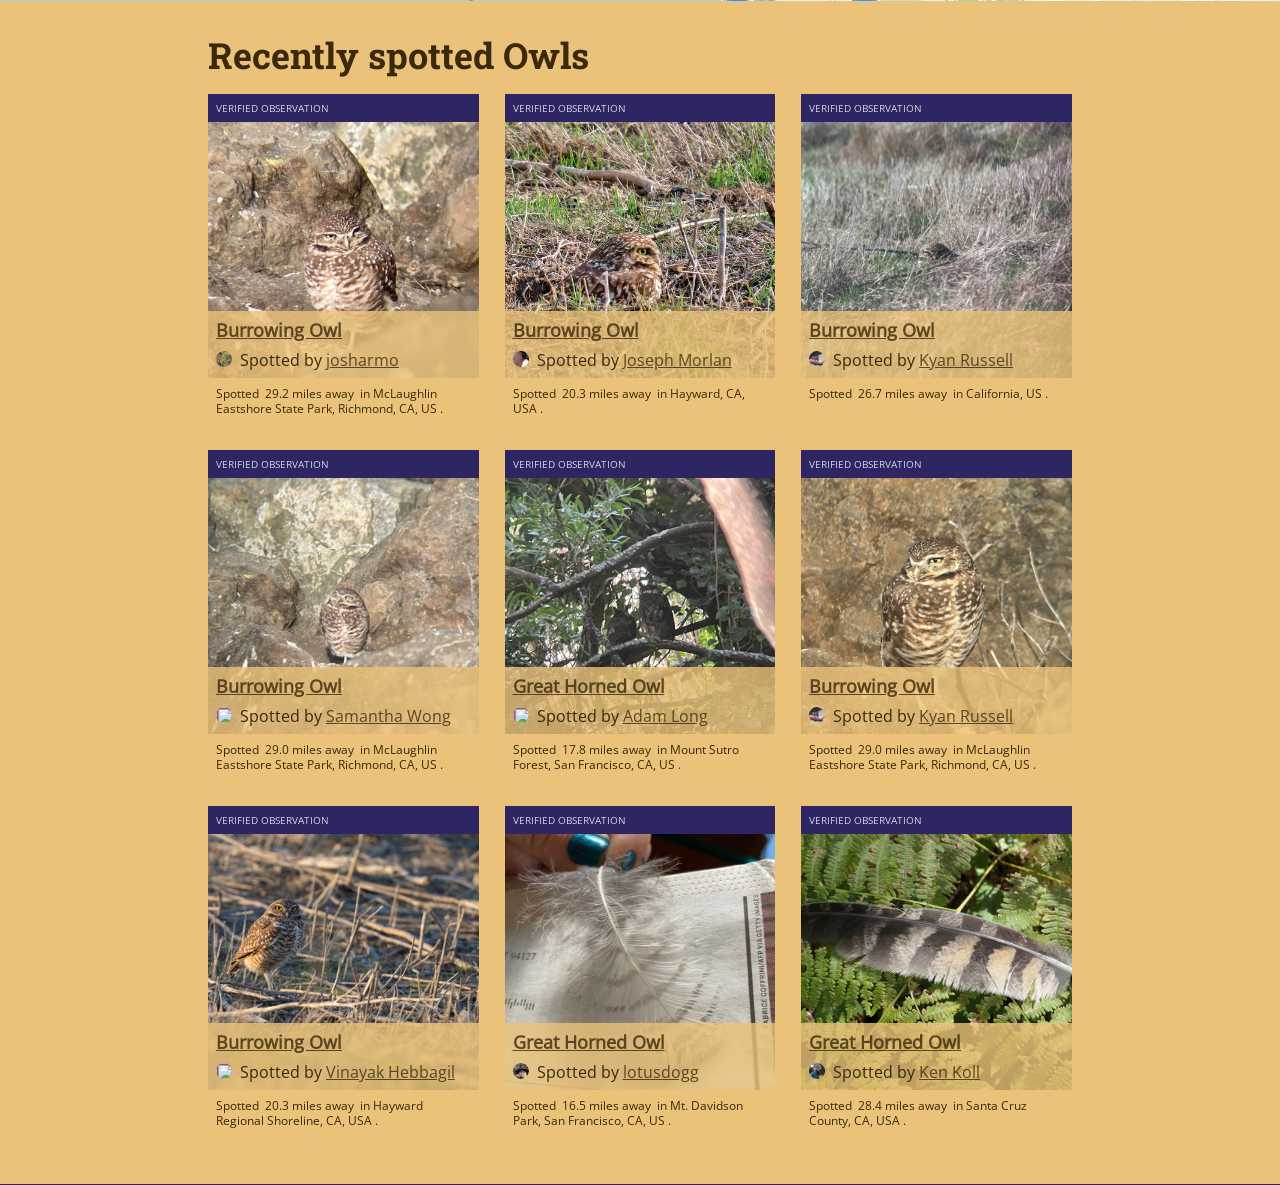 Recently spotted Owls
VERIFIED OBSERVATION
Burrowing Owl
Spotted by josharmo
Spotted 29.2 miles away in McLaughlin
Eastshore State Park, Richmond, CA, US .
VERIFIED OBSERVATION
Burrowing Owl
Spotted by Joseph Morlan
Spotted 20.3 miles away in Hayward, CA,
USA .
VERIFIED OBSERVATION
Burrowing Owl
Spotted by Kyan Russell
Spotted 26.7 miles away in California, US .
VERIFIED OBSERVATION
Burrowing Owl
Spotted by Samantha Wong
Spotted 29.0 miles away in McLaughlin
Eastshore State Park, Richmond, CA, US .
VERIFIED OBSERVATION
Great Horned Owl
Spotted by Adam Long
Spotted 17.8 miles away in Mount Sutro
Forest, San Francisco, CA, US .
VERIFIED OBSERVATION
Burrowing Owl
Spotted by Kyan Russell
Spotted 29.0 miles away in McLaughlin
Eastshore State Park, Richmond, CA, US .
VERIFIED OBSERVATION
Burrowing Owl
Spotted by Vinayak Hebbagil
Spotted 20.3 miles away in Hayward
Regional Shoreline, CA, USA .
VERIFIED OBSERVATION
94127
FABRICE COFFRINI/AFP VIA GETTY IMAGES
Great Horned Owl
Spotted by lotusdogg
Spotted 16.5 miles away in Mt. Davidson
Park, San Francisco, CA, US .
VERIFIED OBSERVATION
Great Horned Owl
Spotted by Ken Koll
Spotted 28.4 miles away in Santa Cruz
County, CA, USA .